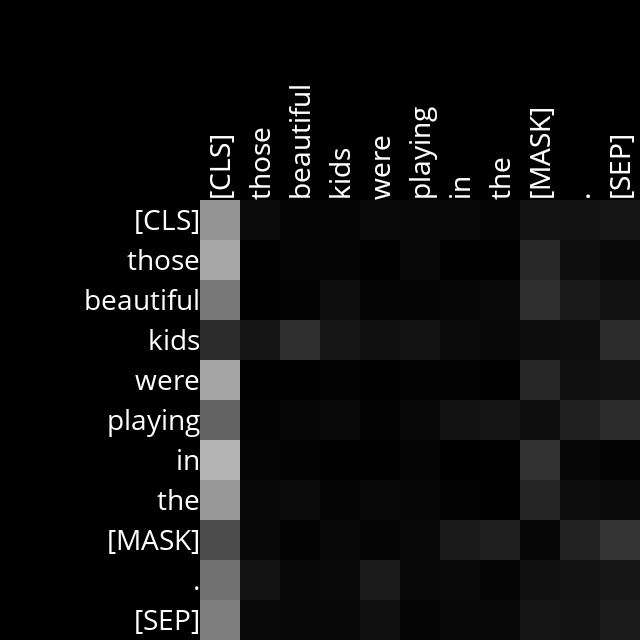 [CLS] those beautiful kids were playing in the [MASK] . [SEP]
[CLS]
those
beautiful
kids
were
playing
in
the
[MASK]
.
[SEP]